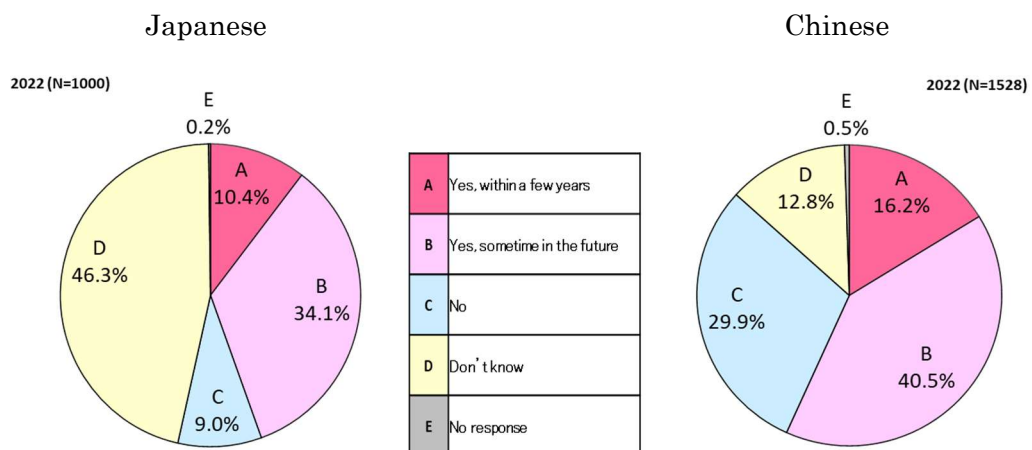 Japanese
Chinese
2022 (N=1000)
2022 (N=1528)
E
0.2%
A
10.4%
B
34.1%
C
9.0%
D
46.3%
A Yes, within a few years
B Yes, sometime in the future
C No
D Don't know
E No response
E
0.5%
A
16.2%
B
40.5%
C
29.9%
D
12.8%